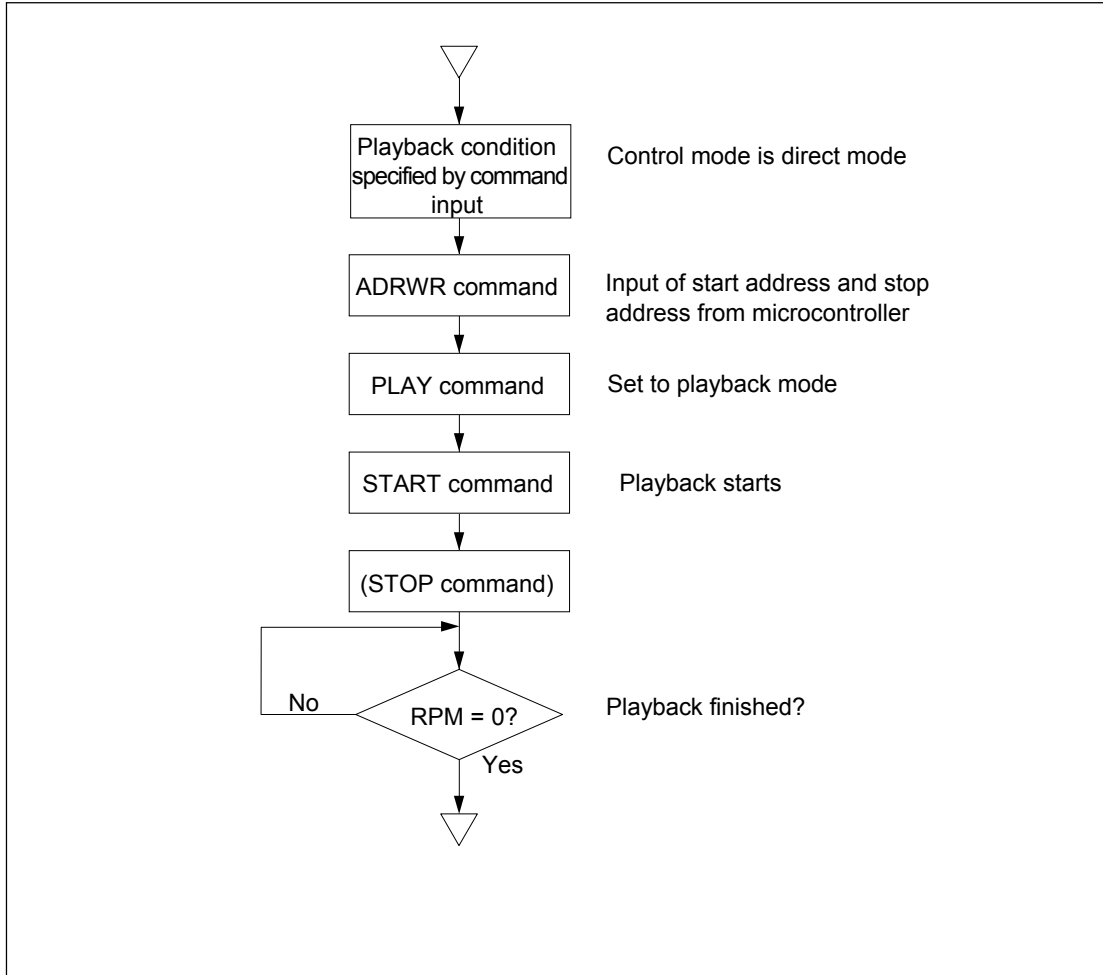 Playback condition
specified by command
input
Control mode is direct mode
ADRWR command
Input of start address and stop
address from microcontroller
PLAY command
Set to playback mode
START command
Playback starts
(STOP command)
No
RPM = 0?
Playback finished?
Yes